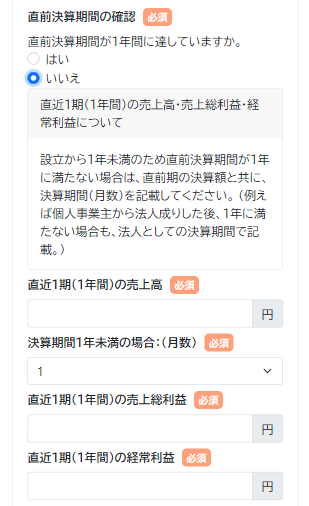 直前決算期間の確認 必須
直前決算期間が1年間に達していますか。
はい
いいえ
直近1期(1年間)の売上高・売上総利益・経
常利益について
設立から1年未満のため直前決算期間が1年
に満たない場合は、直前期の決算額と共に、
決算期間(月数)を記載してください。(例え
ば個人事業主から法人成りした後、1年に満
たない場合も、法人としての決算期間で記
載。)
直近1期(1年間)の売上高 必須
円
決算期間1年未満の場合:(月数) 必須
1
直近1期(1年間)の売上総利益 必須
円
直近1期(1年間)の経常利益 必須
円